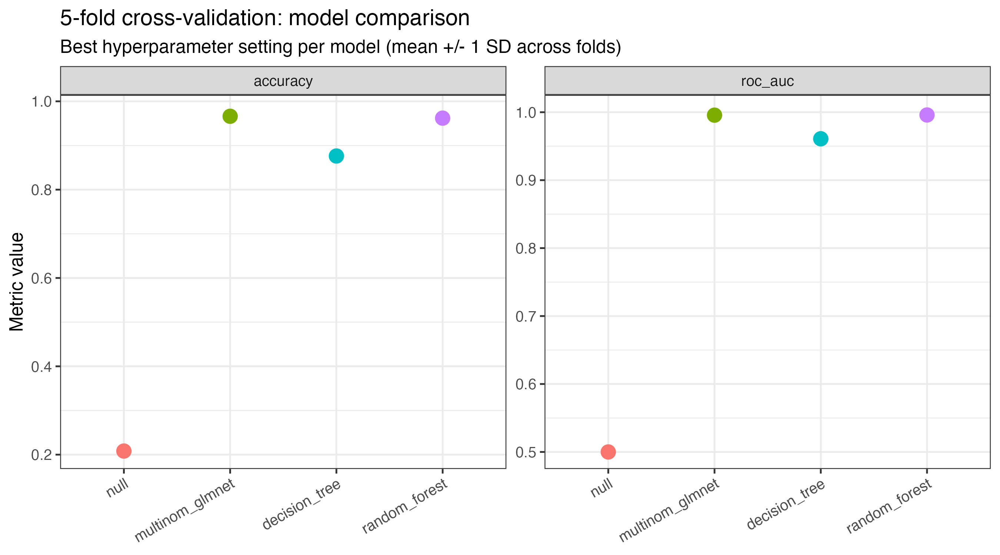 5-fold cross-validation: model comparison
Best hyperparameter setting per model (mean +/- 1 SD across folds)
accuracy
roc_auc
Metric value
1.0
0.8
0.6
0.4
0.2
1.0
0.9
0.8
0.7
0.6
0.5
null
multinom_glmnet
decision_tree
random_forest
null
multinom_glmnet
decision_tree
random_forest